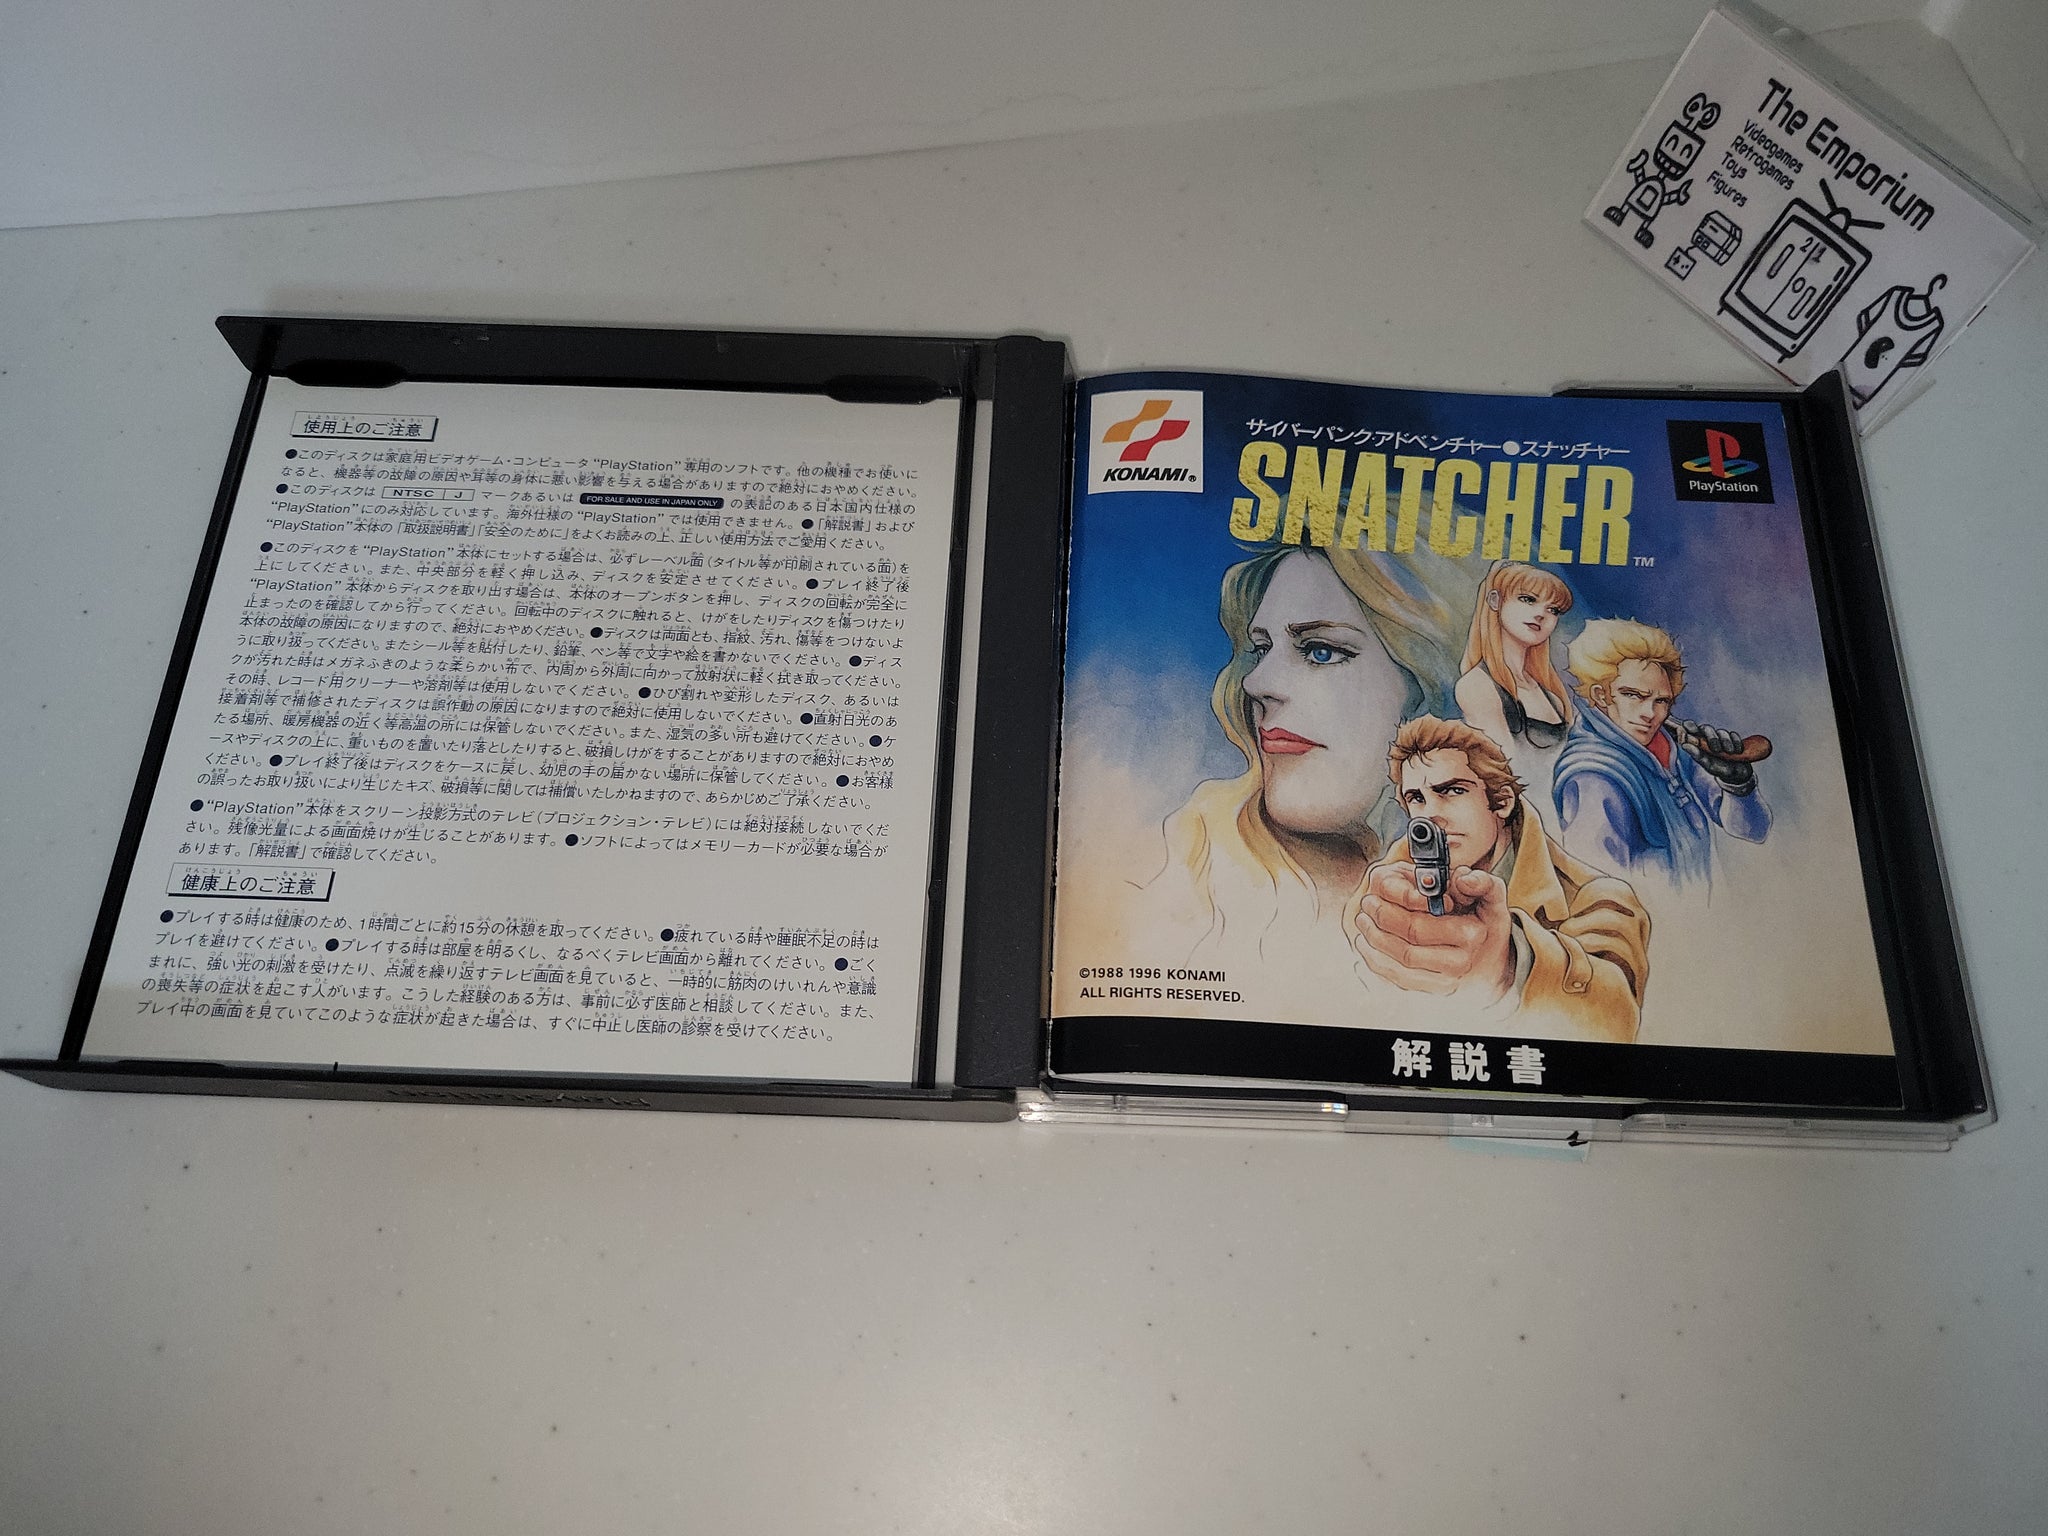 使用上のご注意
●このディスクは家庭用ビデオゲーム・コンピュータ“PlayStation”専用のソフトです。他の機種でお使いに
なると、機器等の故障の原因や耳等の身体に悪い影響を与える場合がありますので絶対におやめください。
●このディスクは NTSC J マークあるいは FOR SALE AND USE IN JAPAN ONLY の表記のある日本国内仕様の
“PlayStation”にのみ対応しています。海外仕様の“PlayStation”では使用できません。●「解説書」および
“PlayStation”本体の「取扱説明書」「安全のために」をよくお読みの上、正しい使用方法でご愛用ください。
●このディスクを“PlayStation”本体にセットする場合は、必ずレーベル面(タイトル等が印刷されている面)を
上にしてください。また、中央部分を軽く押し込み、ディスクを安定させてください。●プレイ終了後
“PlayStation”本体からディスクを取り出す場合は、本体のオープンボタンを押し、ディスクの回転が完全に
止まったのを確認してから行ってください。回転中のディスクに触れると、けがをしたりディスクを傷つけたり
本体の故障の原因になりますので、絶対におやめください。●ディスクは両面とも、指紋、汚れ、傷等をつけないよ
うに取り扱ってください。またシール等を貼付したり、鉛筆、ペン等で文字や絵を書かないでください。●ディス
クが汚れた時はメガネふきのような柔らかい布で、内周から外周に向かって放射状に軽く拭き取ってください。
その時、レコード用クリーナーや溶剤等は使用しないでください。●ひび割れや変形したディスク、あるいは
接着剤等で補修されたディスクは誤作動の原因になりますので絶対に使用しないでください。●直射日光のあ
たる場所、暖房機器の近く等高温の所には保管しないでください。また、湿気の多い所も避けてください。●ケ
ースやディスクの上に、重いものを置いたり落としたりすると、破損しけがをすることがありますので絶対におやめ
ください。●プレイ終了後はディスクをケースに戻し、幼児の手の届かない場所に保管してください。●お客様
の誤ったお取り扱いにより生じたキズ、破損等に関しては補償いたしかねますので、あらかじめご了承ください。
●“PlayStation”本体をスクリーン投影方式のテレビ(プロジェクション・テレビ)には絶対接続しないでくだ
さい。残像光量による画面焼けが生じることがあります。●ソフトによってはメモリーカードが必要な場合が
あります。「解説書」で確認してください。
健康上のご注意
●プレイする時は健康のため、1時間ごとに約15分の休憩を取ってください。●疲れている時や睡眠不足の時は
プレイを避けてください。●プレイする時は部屋を明るくし、なるべくテレビ画面から離れてください。●ごく
まれに、強い光の刺激を受けたり、点滅を繰り返すテレビ画面を見ていると、一時的に筋肉のけいれんや意識
の喪失等の症状を起こす人がいます。こうした経験のある方は、事前に必ず医師と相談してください。また、
プレイ中の画面を見ていてこのような症状が起きた場合は、すぐに中止し医師の診察を受けてください。
PlayStation
KONAMI®
サイバーパンク・アドベンチャー●スナッチャー
SNATCHER™
PlayStation
©1988 1996 KONAMI
ALL RIGHTS RESERVED.
解説書
The Emporium
Videogames
Retrogames
Toys
Figures
21